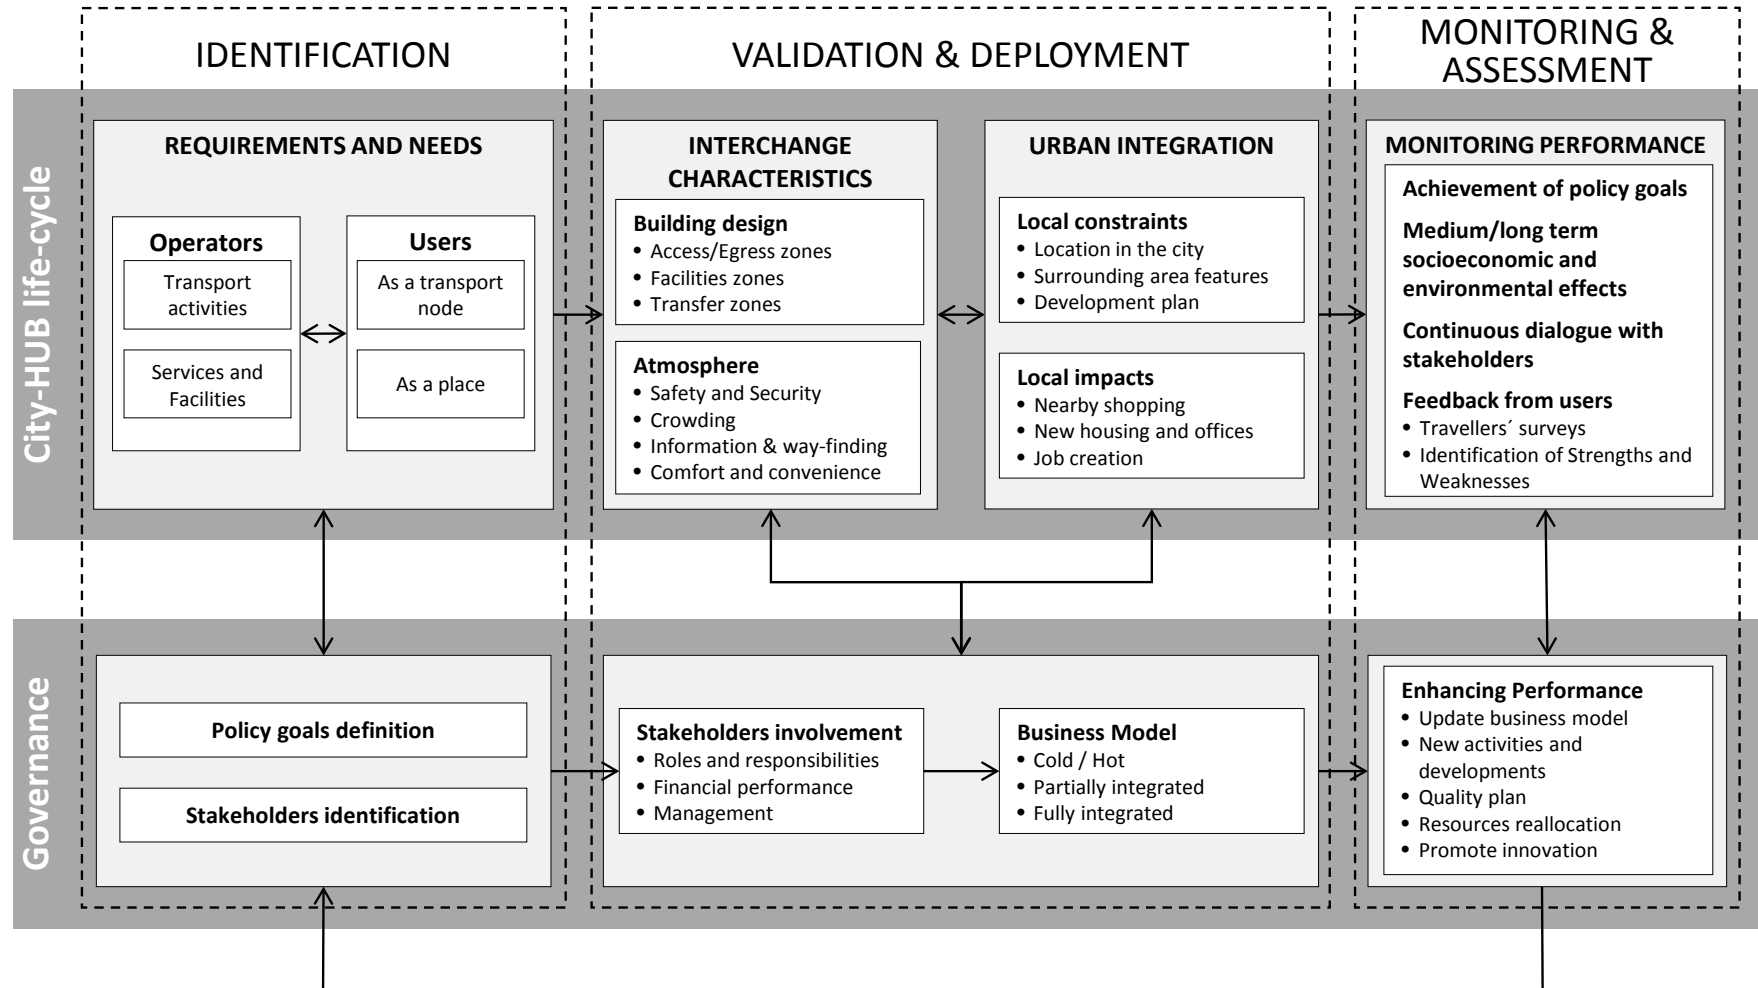 IDENTIFICATION
VALIDATION & DEPLOYMENT
MONITORING &
ASSESSMENT
City-HUB life-cycle
REQUIREMENTS AND NEEDS
Operators
Transport
activities
Services and
Facilities
Users
As a transport
node
As a place
INTERCHANGE
CHARACTERISTICS
Building design
• Access/Egress zones
• Facilities zones
• Transfer zones
Atmosphere
• Safety and Security
• Crowding
• Information & way-finding
• Comfort and convenience
URBAN INTEGRATION
Local constraints
• Location in the city
• Surrounding area features
• Development plan
Local impacts
• Nearby shopping
• New housing and offices
• Job creation
MONITORING PERFORMANCE
Achievement of policy goals
Medium/long term
socioeconomic and
environmental effects
Continuous dialogue with
stakeholders
Feedback from users
• Travellers´ surveys
• Identification of Strengths and
Weaknesses
Governance
Policy goals definition
Stakeholders identification
Stakeholders involvement
• Roles and responsibilities
• Financial performance
• Management
Business Model
• Cold / Hot
• Partially integrated
• Fully integrated
Enhancing Performance
• Update business model
• New activities and
developments
• Quality plan
• Resources reallocation
• Promote innovation